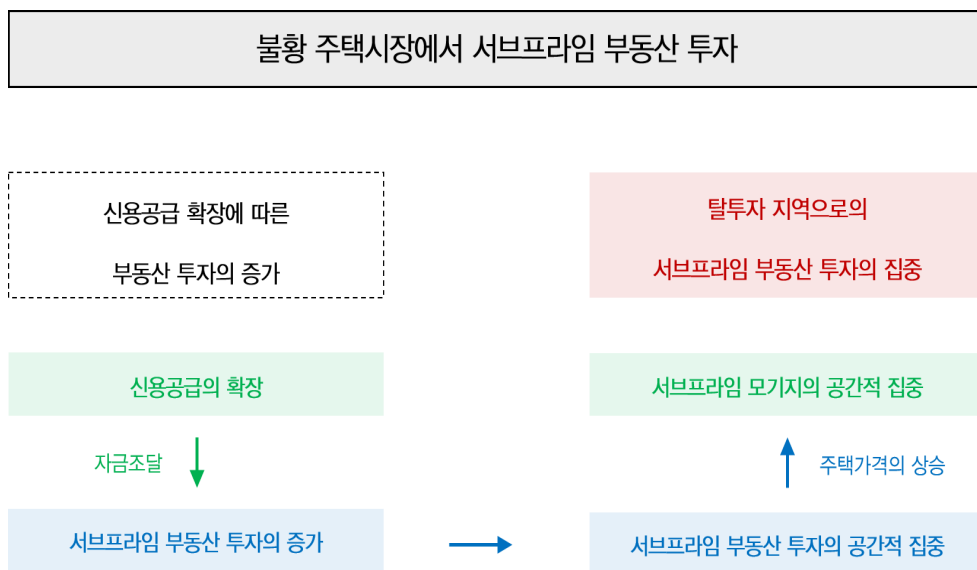 불황 주택시장에서 서브프라임 부동산 투자
신용공급 확장에 따른
부동산 투자의 증가
탈투자 지역으로의
서브프라임 부동산 투자의 집중
신용공급의 확장
서브프라임 모기지의 공간적 집중
자금조달
주택가격의 상승
서브프라임 부동산 투자의 증가
서브프라임 부동산 투자의 공간적 집중